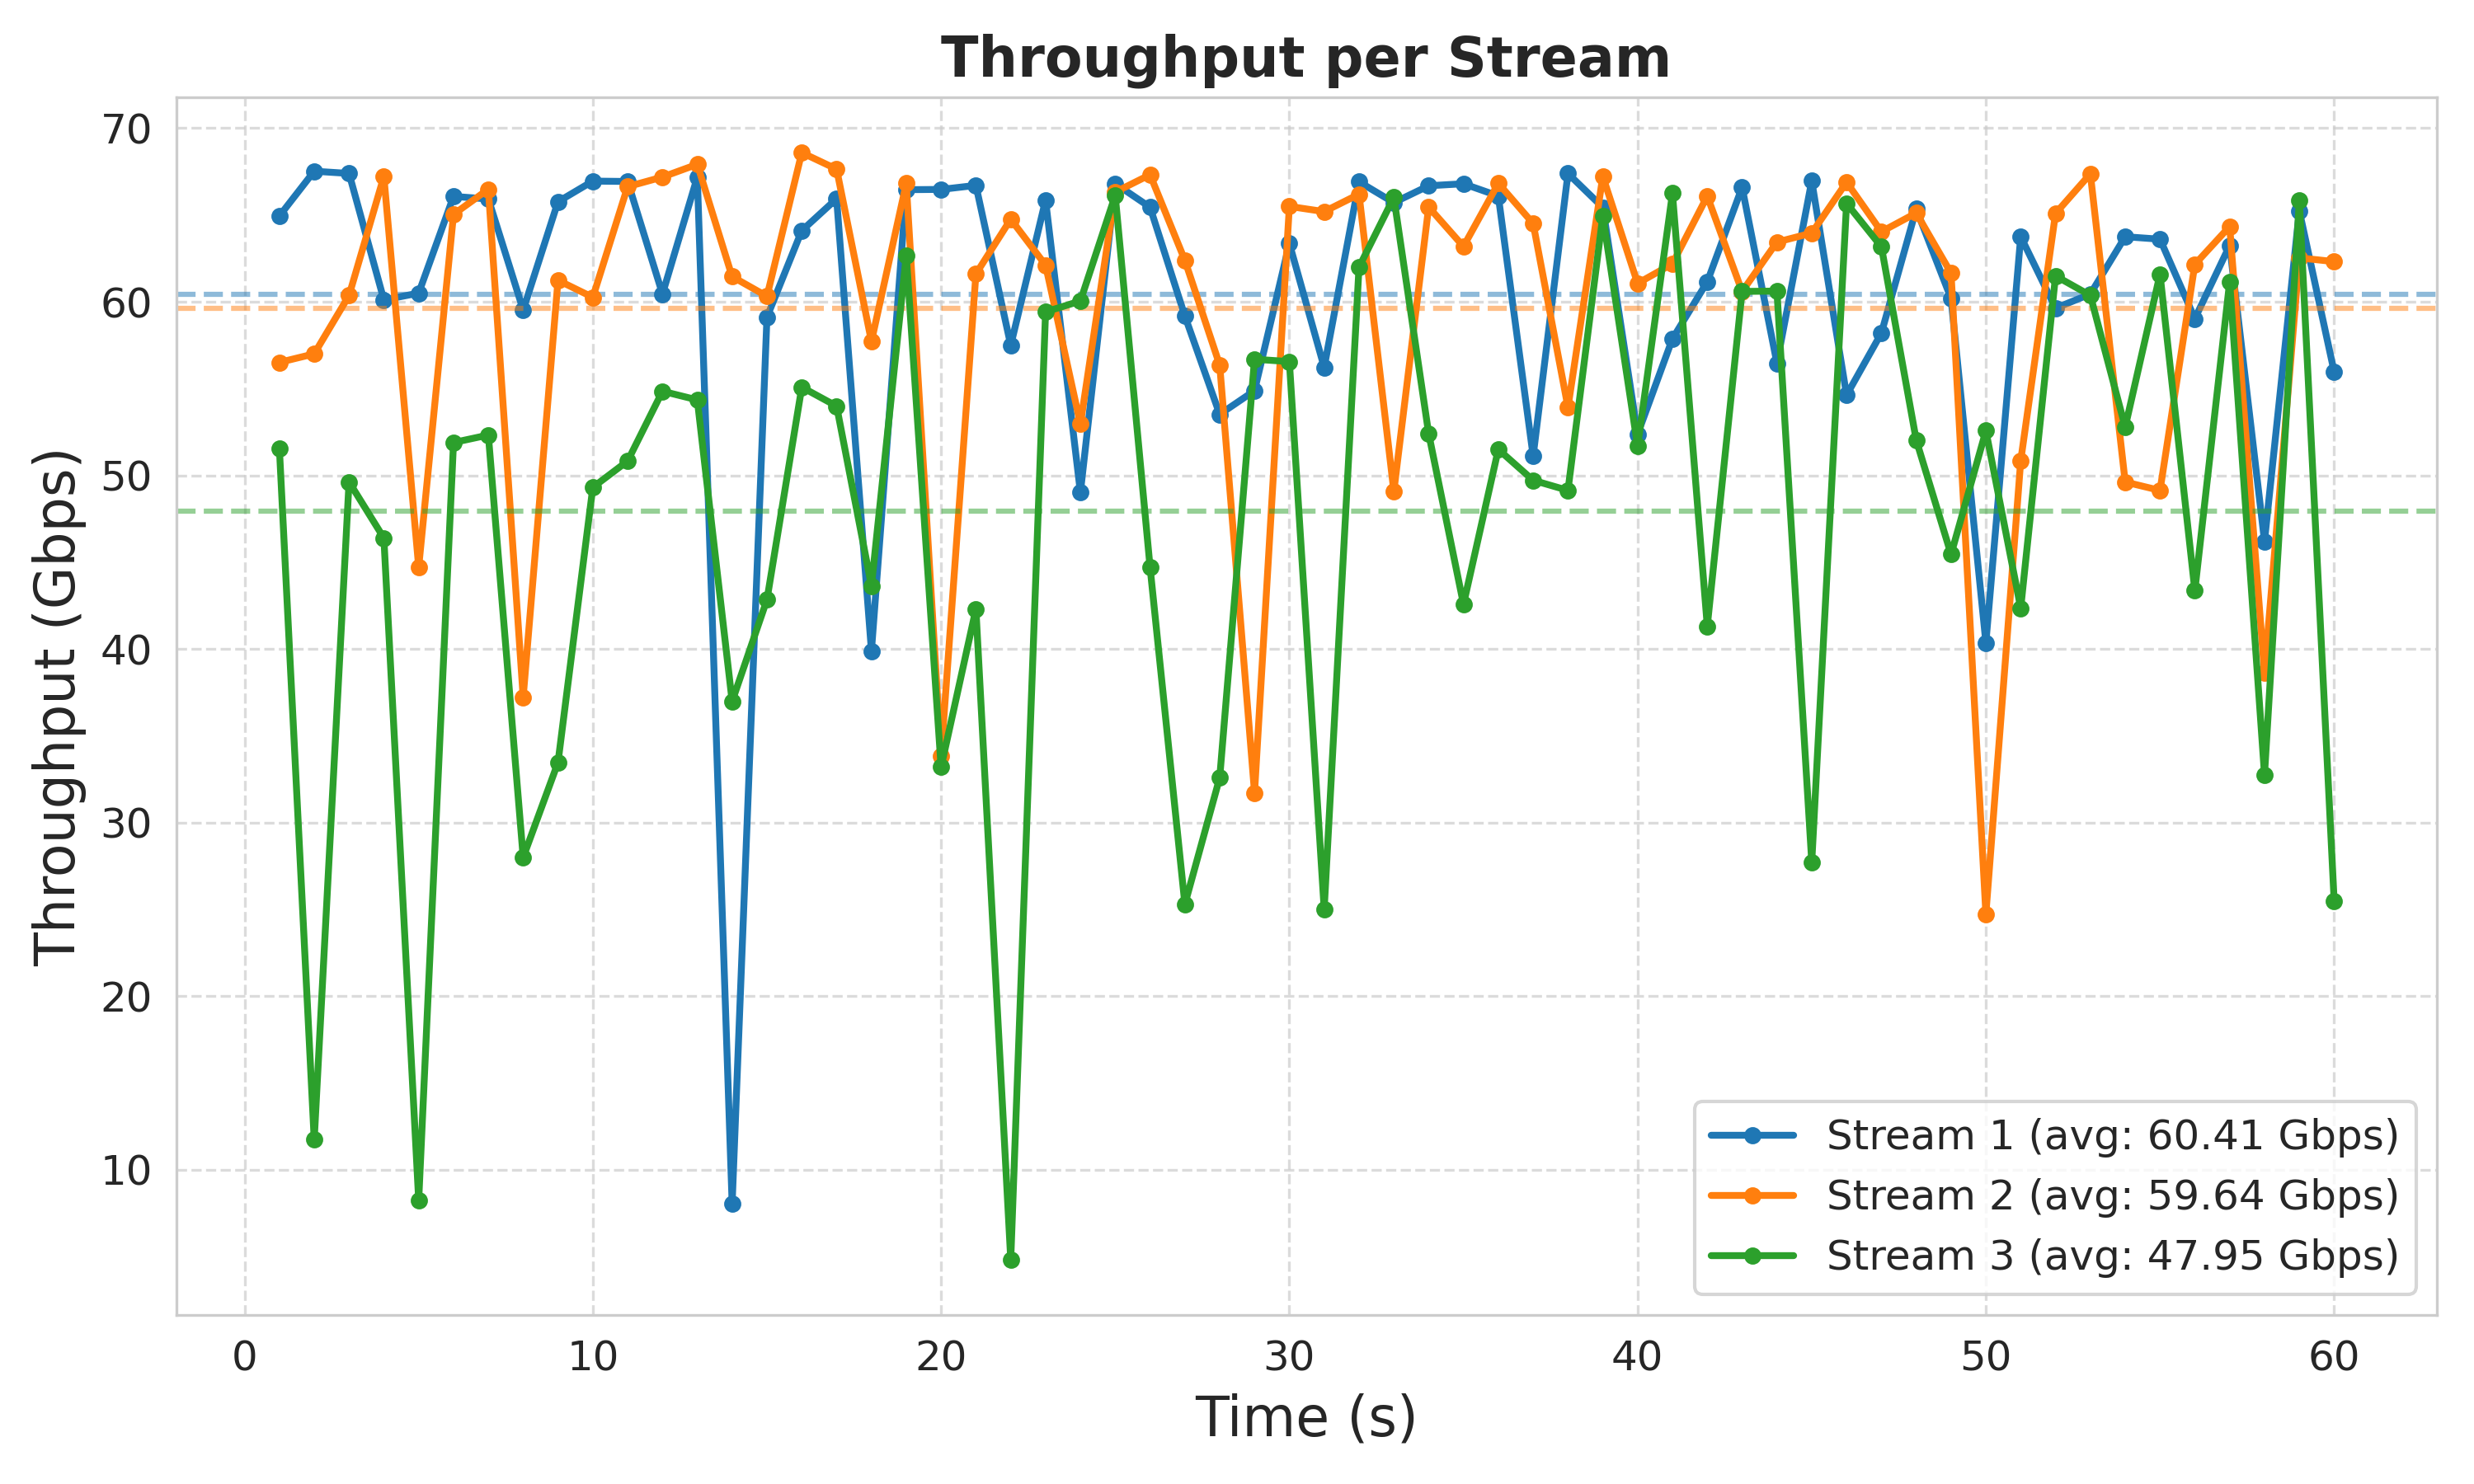 Throughput per Stream
Throughput (Gbps)
70
60
50
40
30
20
10
0 10 20 30 40 50 60
Time (s)
Stream 1 (avg: 60.41 Gbps)
Stream 2 (avg: 59.64 Gbps)
Stream 3 (avg: 47.95 Gbps)